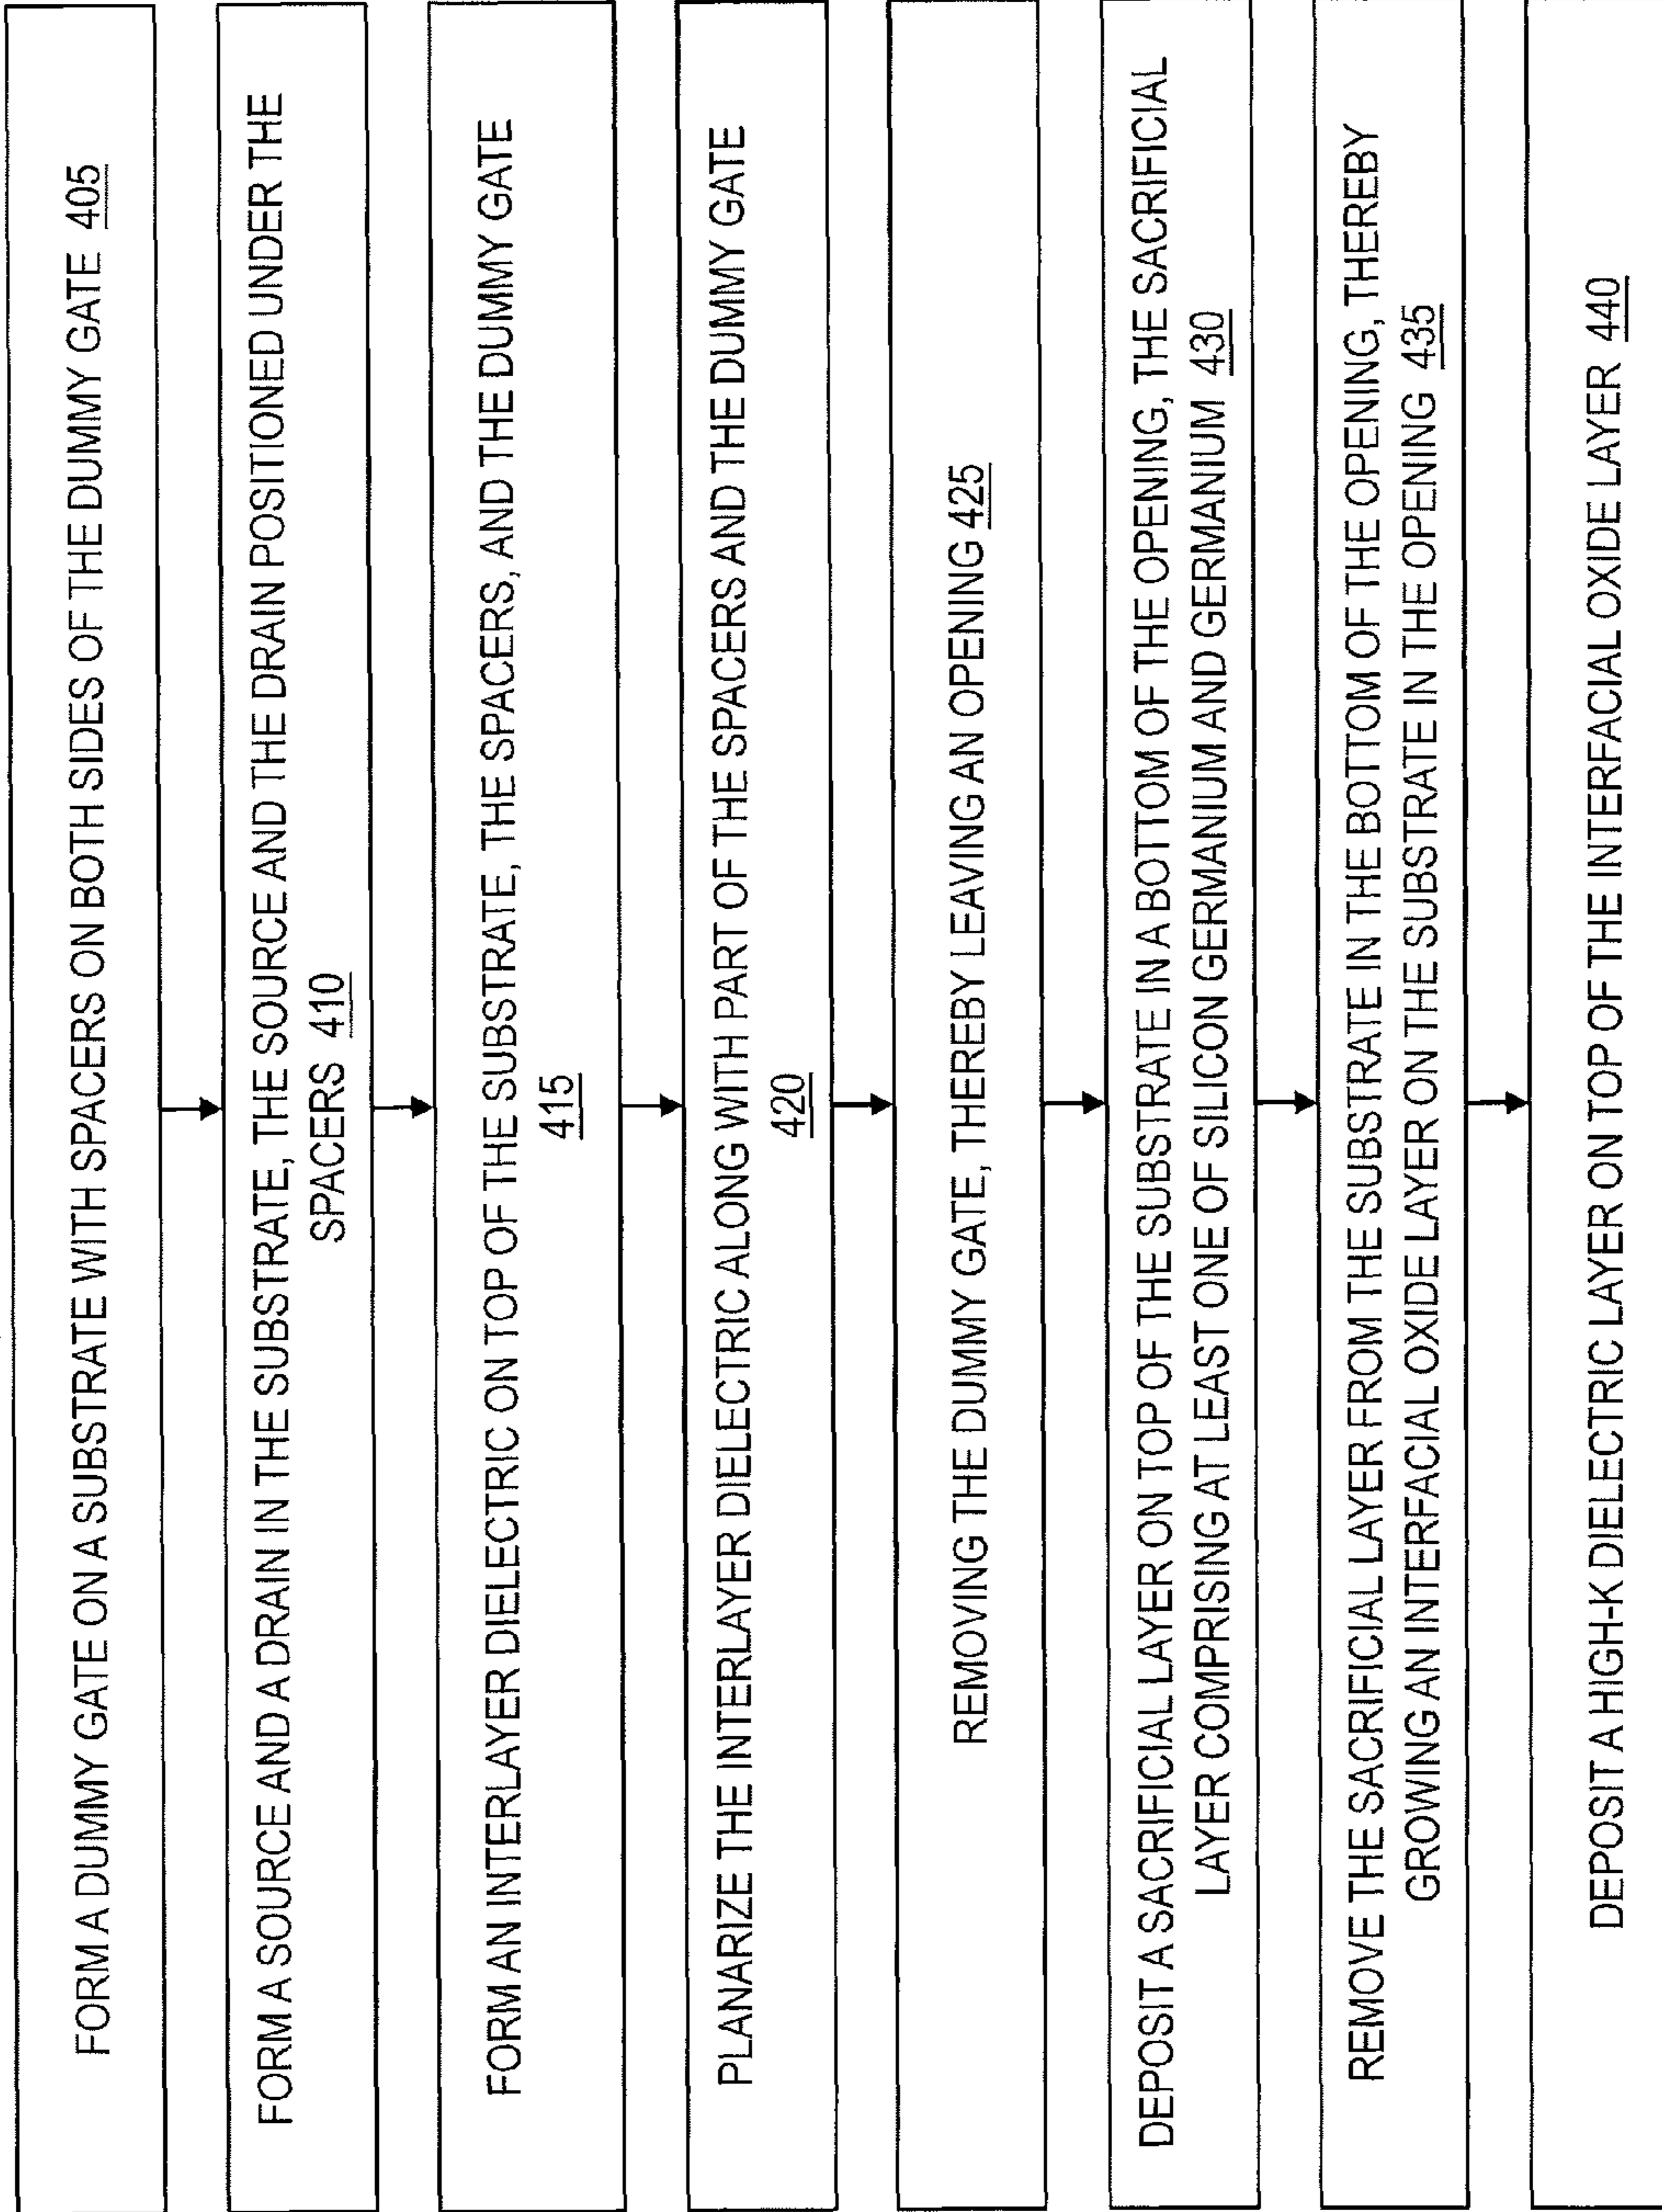 FORM A DUMMY GATE ON A SUBSTRATE WITH SPACERS ON BOTH SIDES OF THE DUMMY GATE 405
FORM A SOURCE AND A DRAIN IN THE SUBSTRATE, THE SOURCE AND THE DRAIN POSITIONED UNDER THE
SPACERS 410
FORM AN INTERLAYER DIELECTRIC ON TOP OF THE SUBSTRATE, THE SPACERS, AND THE DUMMY GATE
415
PLANARIZE THE INTERLAYER DIELECTRIC ALONG WITH PART OF THE SPACERS AND THE DUMMY GATE
420
REMOVING THE DUMMY GATE, THEREBY LEAVING AN OPENING 425
DEPOSIT A SACRIFICIAL LAYER ON TOP OF THE SUBSTRATE IN A BOTTOM OF THE OPENING, THE SACRIFICIAL
LAYER COMPRISING AT LEAST ONE OF SILICON GERMANIUM AND GERMANIUM 430
REMOVE THE SACRIFICIAL LAYER FROM THE SUBSTRATE IN THE BOTTOM OF THE OPENING, THEREBY
GROWING AN INTERFACIAL OXIDE LAYER ON THE SUBSTRATE IN THE OPENING 435
DEPOSIT A HIGH-K DIELECTRIC LAYER ON TOP OF THE INTERFACIAL OXIDE LAYER 440